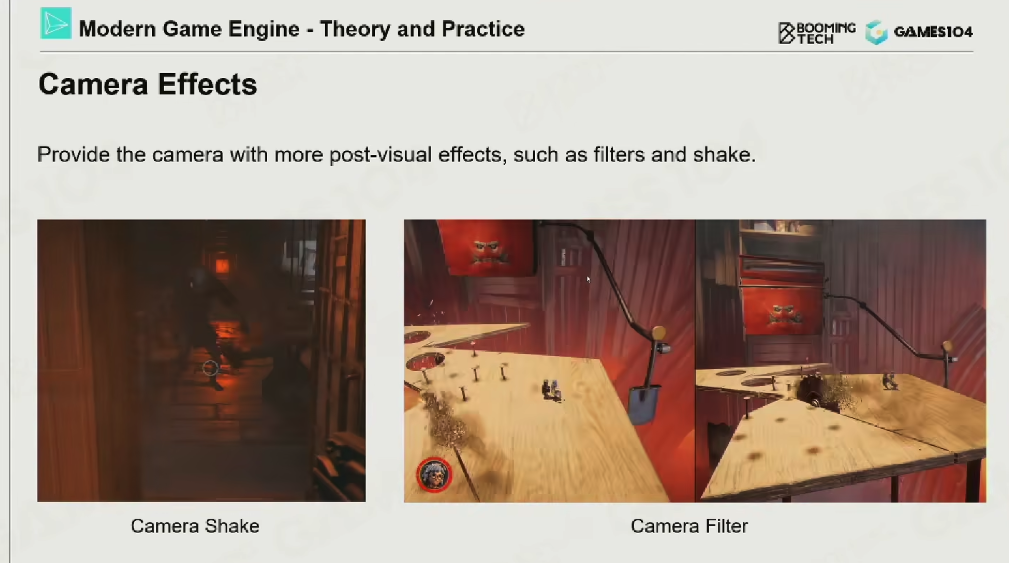 Modern Game Engine - Theory and Practice
BOOMING
TECH
GAMES104
Camera Effects
Provide the camera with more post-visual effects, such as filters and shake.
Camera Shake
Camera Filter